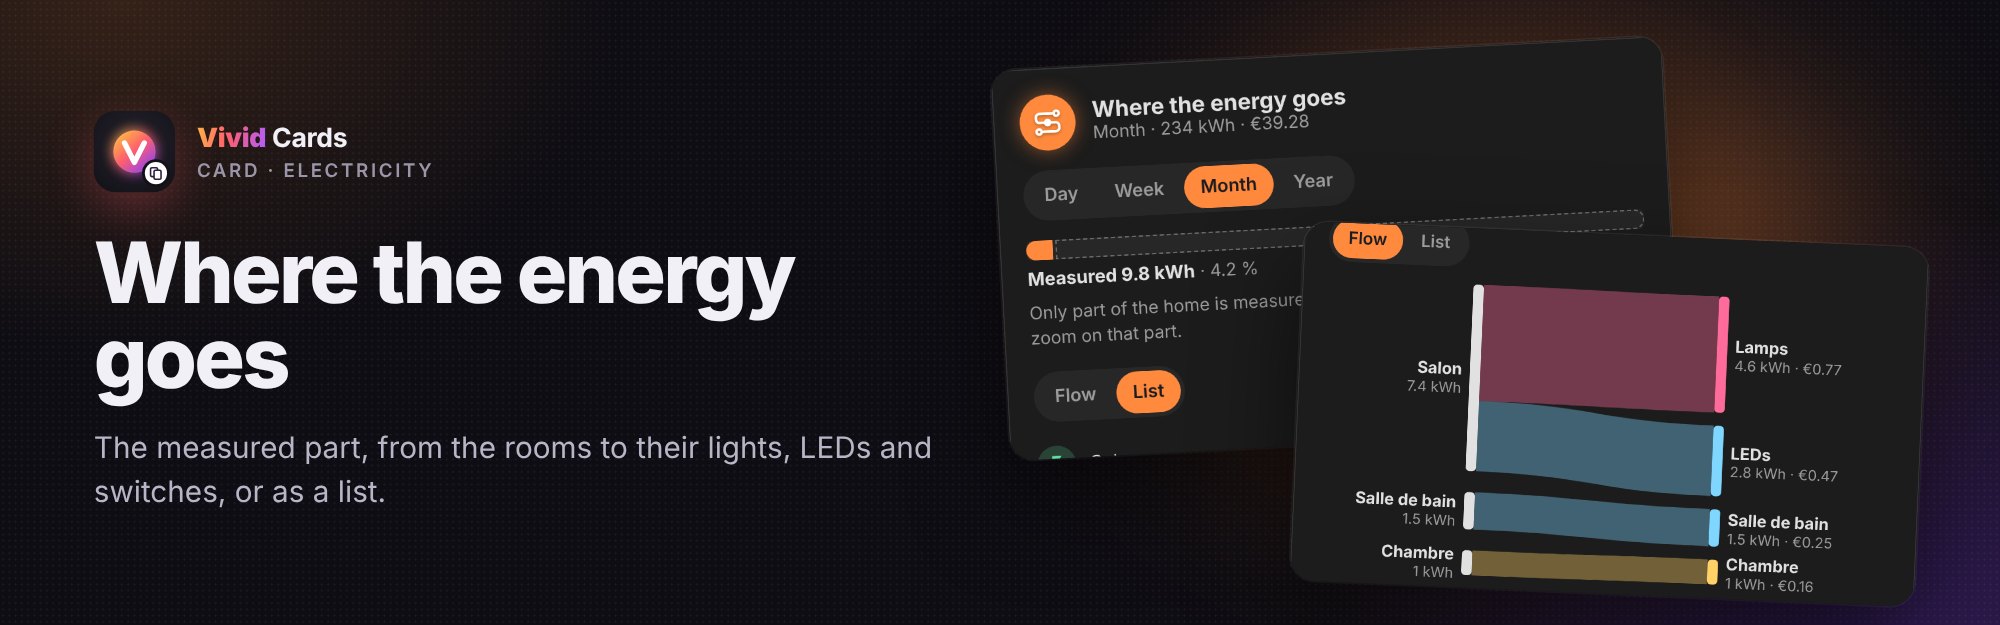 Vivid Cards
CARD · ELECTRICITY
Where the energy
goes
The measured part, from the rooms to their lights, LEDs and
switches, or as a list.
Where the energy goes
Month · 234 kWh · €39.28
Day Week Month Year
Measured 9.8 kWh · 4.2 %
Only part of the home is
zoom on that part.
Flow List
Flow List
Salon
7.4 kWh
Lamps
4.6 kWh · €0.77
LEDs
2.8 kWh · €0.47
Salle de bain
1.5 kWh
Salle de bain
1.5 kWh · €0.25
Chambre
1 kWh
Chambre
1 kWh · €0.16